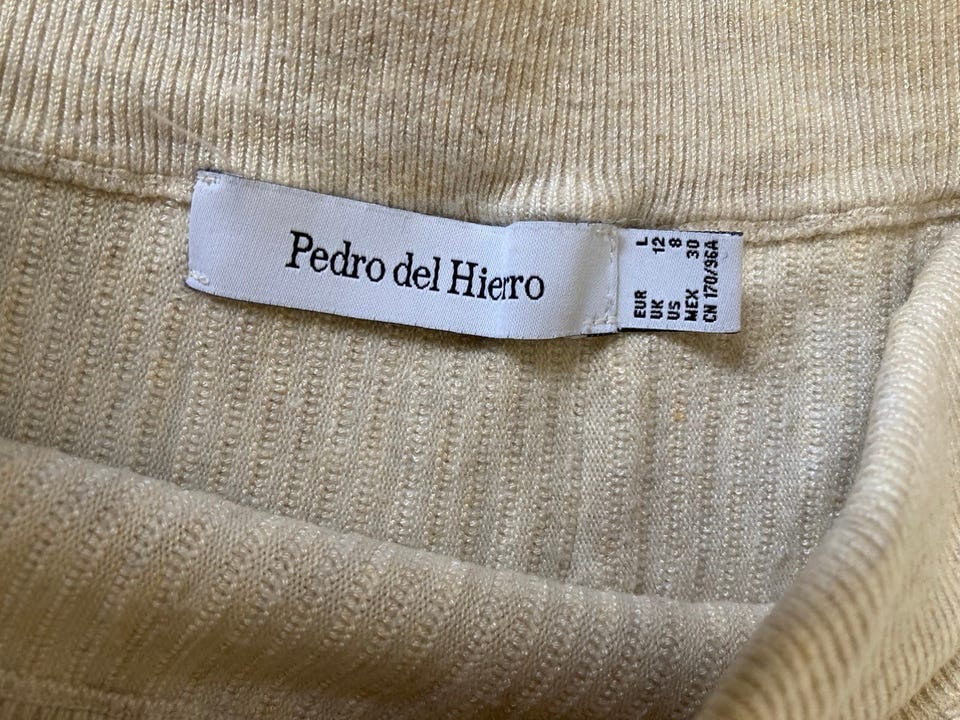 Pedro del Hierro
EUR L
UK 12
US 8
MEX 30
CN 170/96A